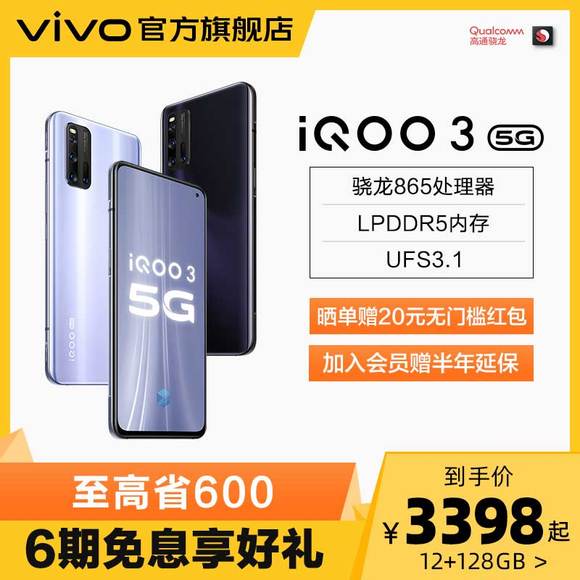 vivo官方旗舰店
Qualcomm
高通骁龙
iQOO 3 5G
骁龙865处理器
LPDDR5内存
UFS3.1
iQOO 3
5G
iQOO
晒单赠20元无门槛红包
加入会员赠半年延保
至高省600
6期免息享好礼
到手价
¥3398起
12+128GB >